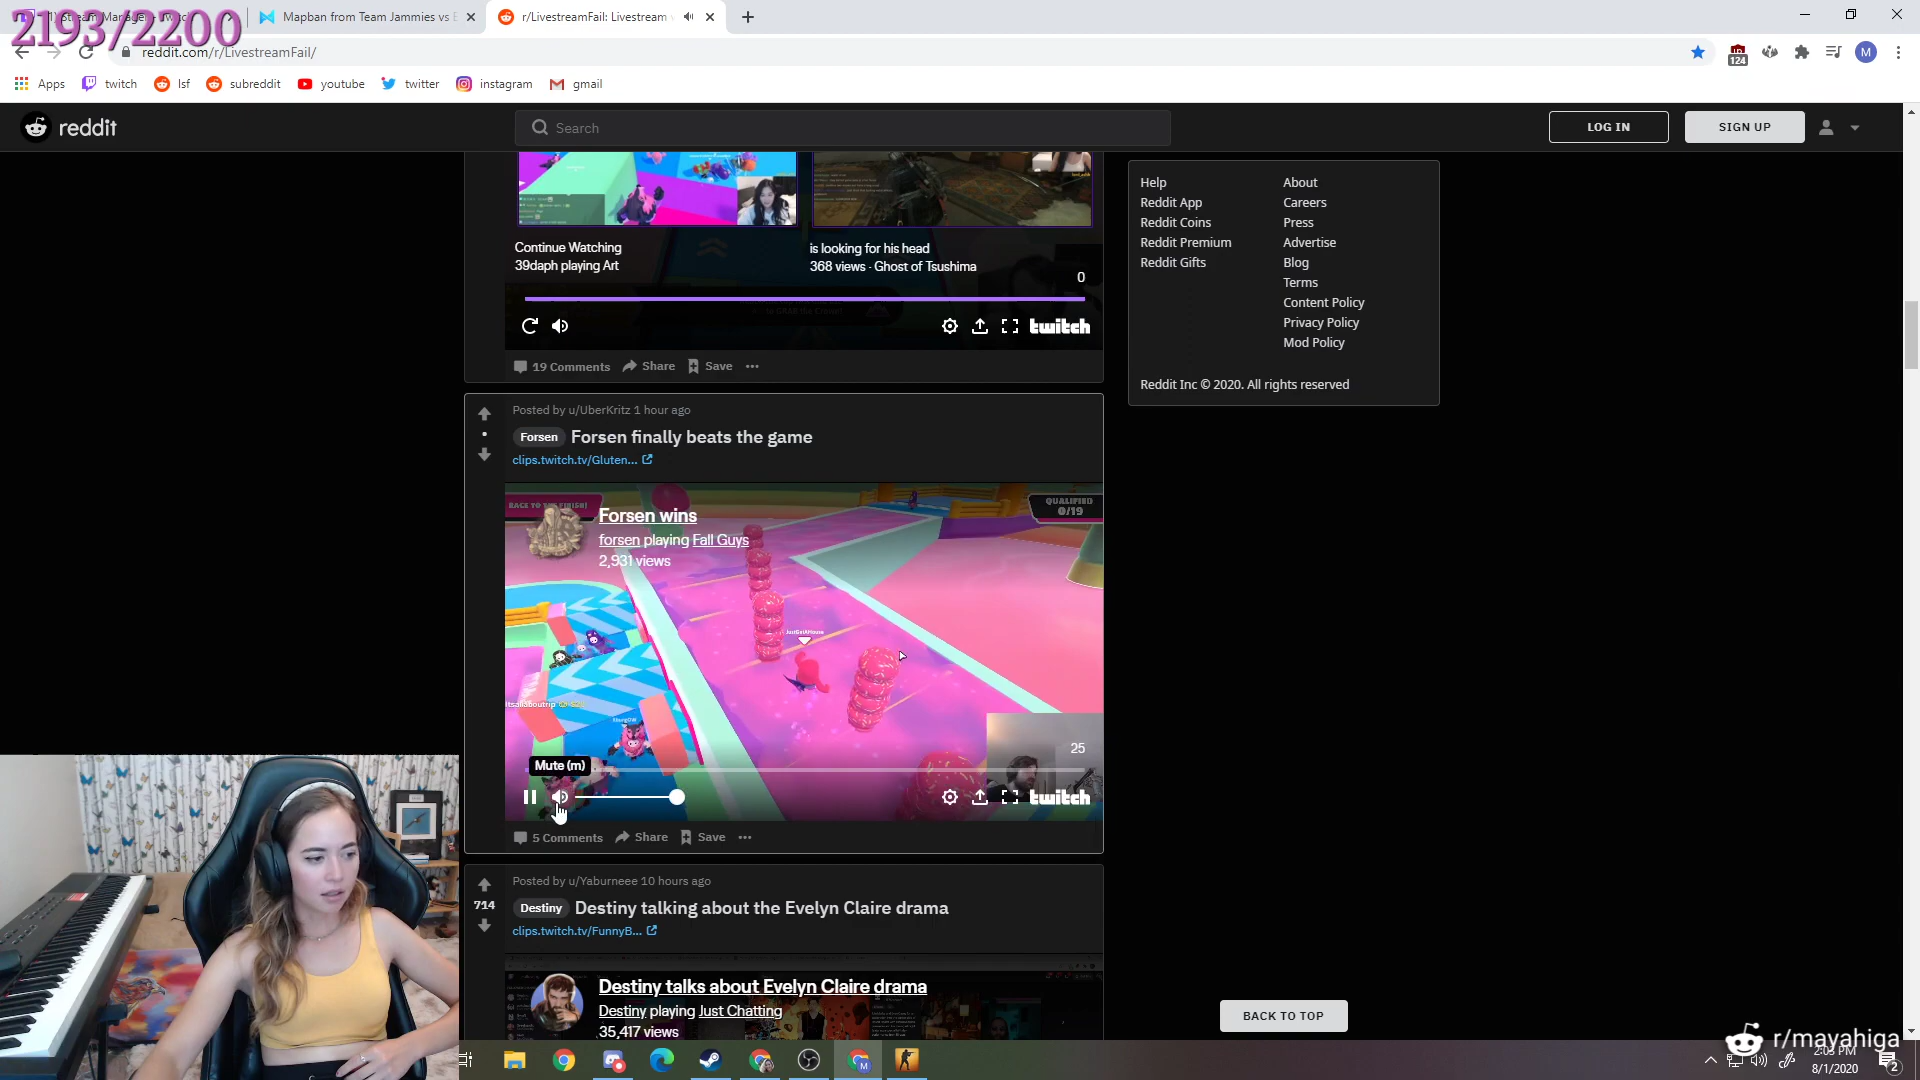 2193/2200
Mapban from Team Jammies vs
r/LivestreamFail: Livestream
reddit.com/r/LivestreamFail/
124
M
Apps
twitch
lsf
subreddit
youtube
twitter
instagram
gmail
reddit
Search
LOG IN
SIGN UP
Continue Watching
39daph playing Art
is looking for his head
368 views · Ghost of Tsushima
0
twitch
19 Comments
Share
Save
Help
Reddit App
Reddit Coins
Reddit Premium
Reddit Gifts
About
Careers
Press
Advertise
Blog
Terms
Content Policy
Privacy Policy
Mod Policy
Reddit Inc © 2020. All rights reserved
Posted by u/UberKritz 1 hour ago
Forsen
Forsen finally beats the game
clips.twitch.tv/Gluten...
QUALIFIED
0/19
Forsen wins
forsen playing Fall Guys
2,931 views
25
Mute (m)
twitch
5 Comments
Share
Save
Posted by u/Yaburneee 10 hours ago
714
Destiny
Destiny talking about the Evelyn Claire drama
clips.twitch.tv/FunnyB...
Destiny talks about Evelyn Claire drama
Destiny playing Just Chatting
35,417 views
BACK TO TOP
r/mayahiga
2:03 PM
8/1/2020
2